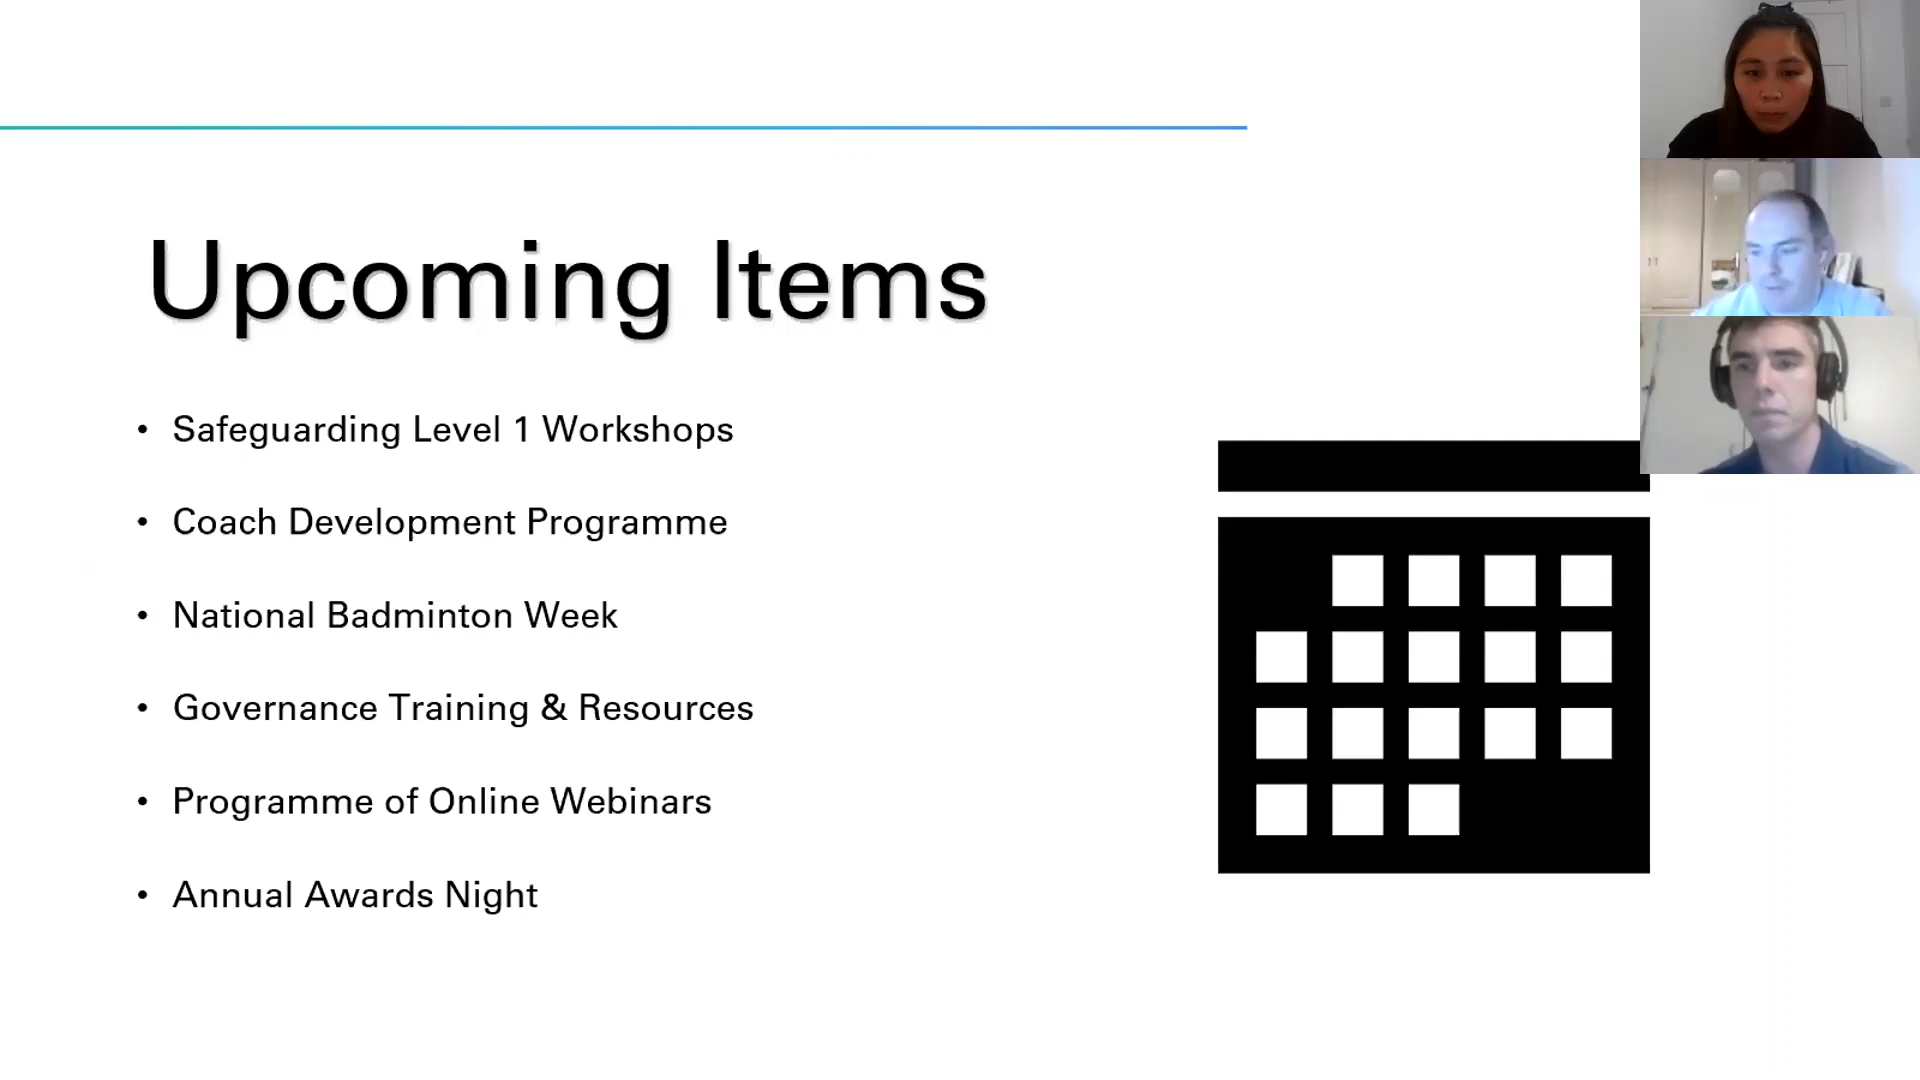 Upcoming Items
• Safeguarding Level 1 Workshops
• Coach Development Programme
• National Badminton Week
• Governance Training & Resources
• Programme of Online Webinars
• Annual Awards Night